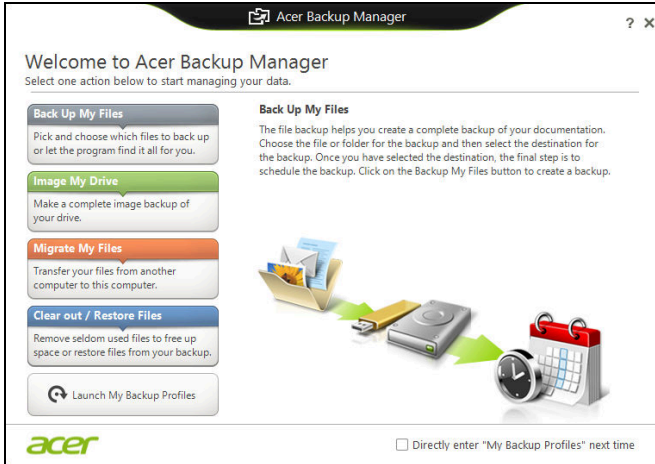 Acer Backup Manager
? X
Welcome to Acer Backup Manager
Select one action below to start managing your data.
Back Up My Files
Pick and choose which files to back up
or let the program find it all for you.
Image My Drive
Make a complete image backup of
your drive.
Migrate My Files
Transfer your files from another
computer to this computer.
Clear out / Restore Files
Remove seldom used files to free up
space or restore files from your backup.
Launch My Backup Profiles
Back Up My Files
The file backup helps you create a complete backup of your documentation.
Choose the file or folder for the backup and then select the destination for
the backup. Once you have selected the destination, the final step is to
schedule the backup. Click on the Backup My Files button to create a backup.
acer
Directly enter "My Backup Profiles" next time